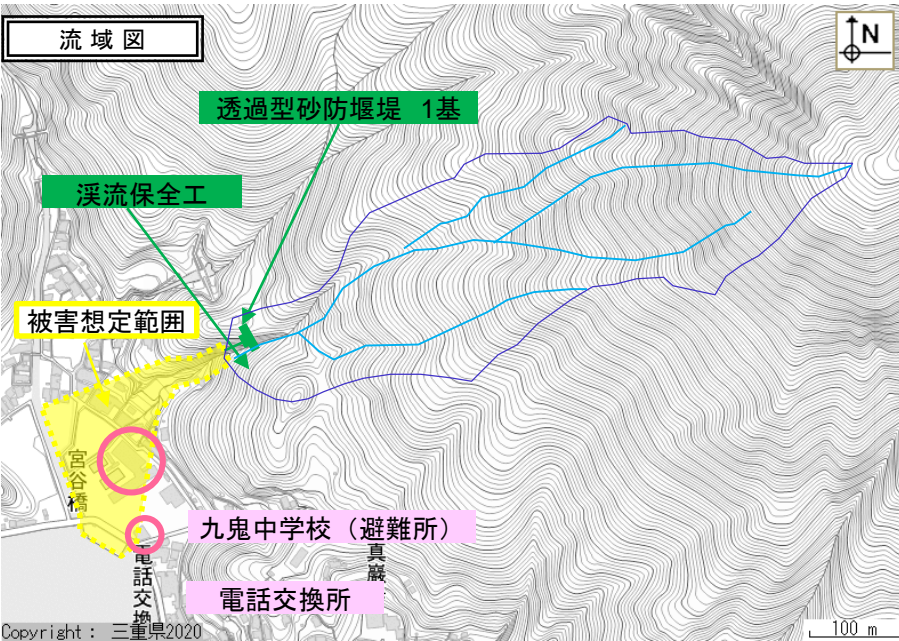 流域図
N
透過型砂防堰堤 1基
渓流保全工
被害想定範囲
宮谷橋
九鬼中学校（避難所）
電話交換所
電話交換
真巌
Copyright : 三重県2020
100 m